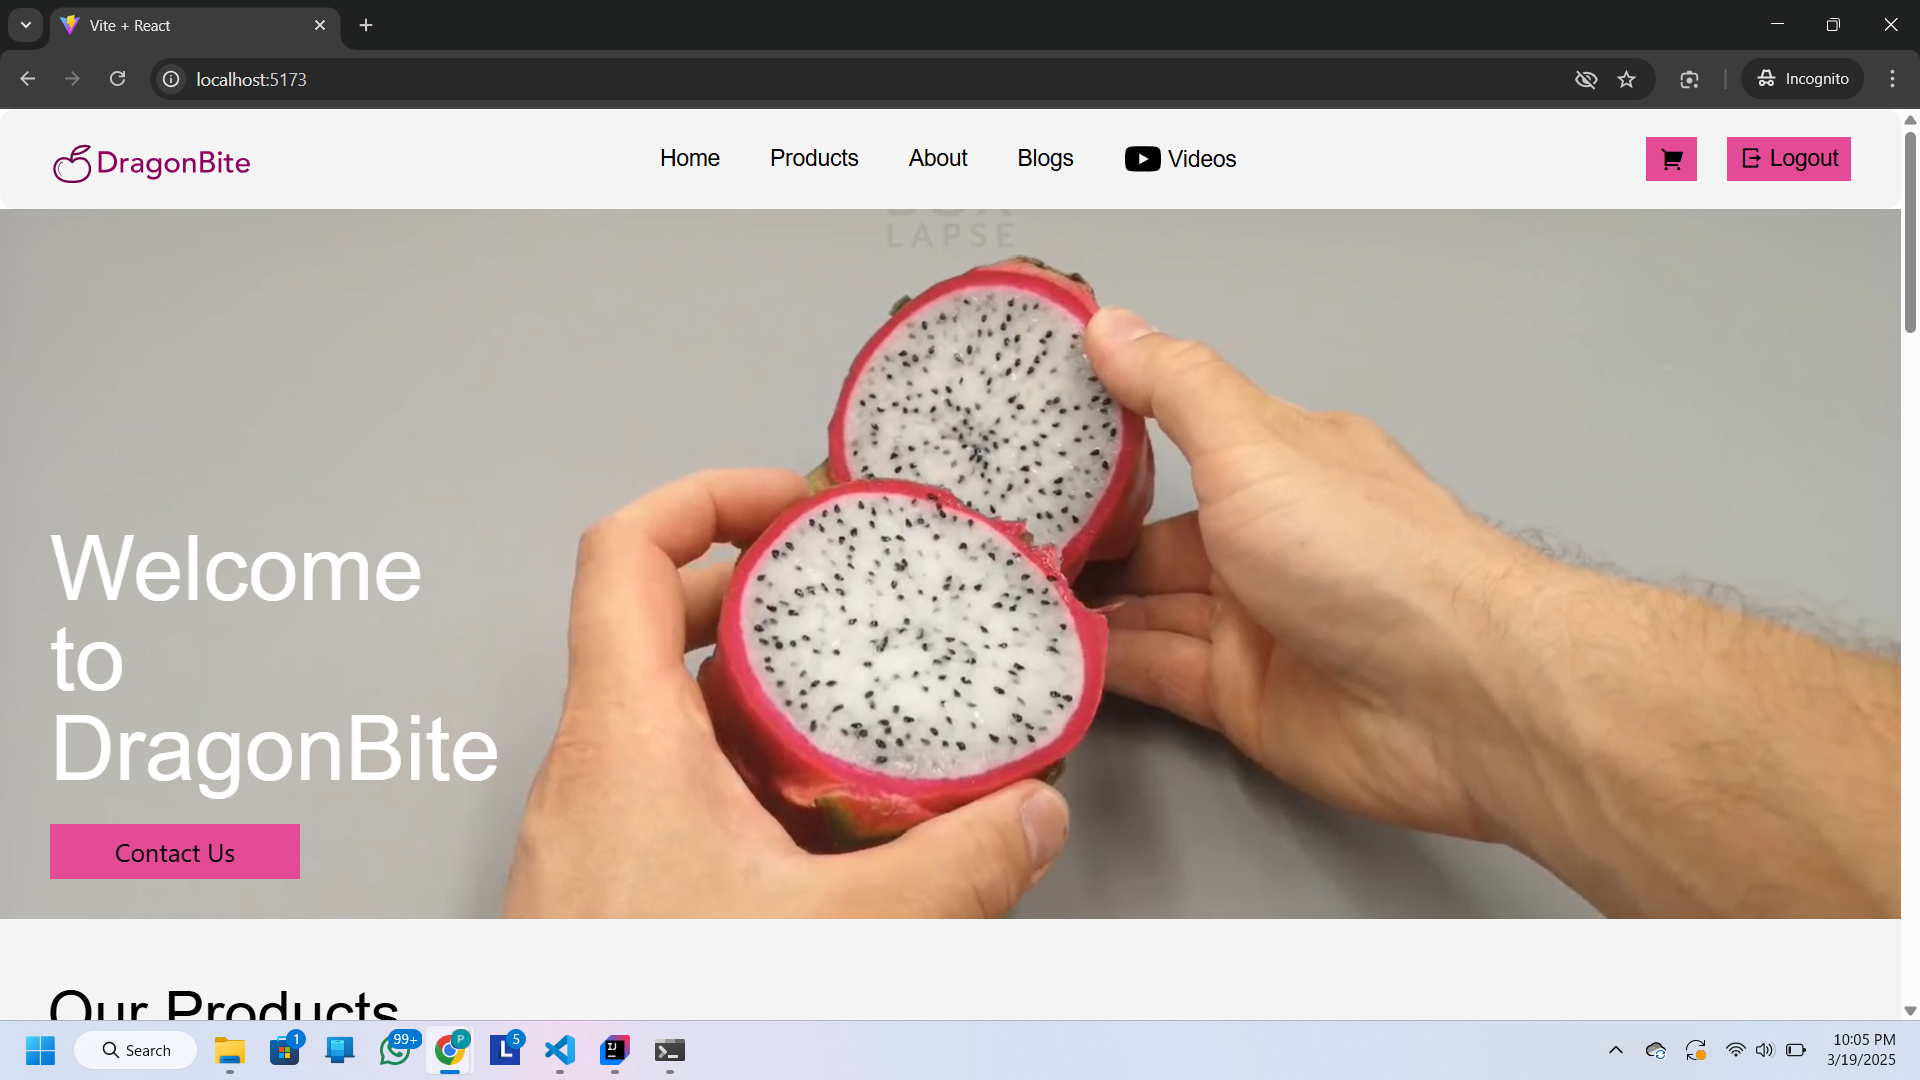 Vite + React
localhost:5173
Incognito
DragonBite
Home
Products
About
Blogs
Videos
Logout
LAPSE
Welcome
to
DragonBite
Contact Us
Our Products
Search
1
99+
P
L
5
IJ
10:05 PM
3/19/2025